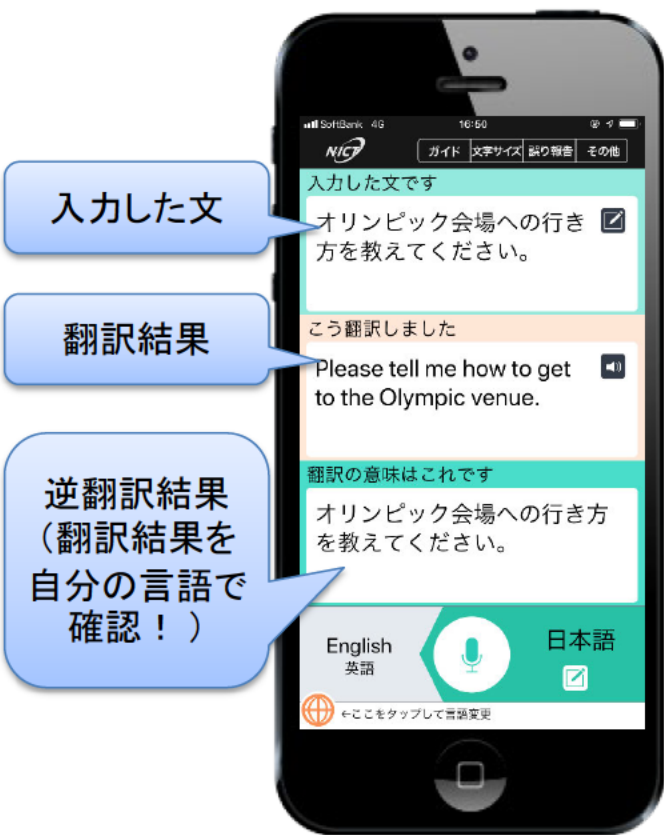 入力した文
翻訳結果
逆翻訳結果
（翻訳結果を
自分の言語で
確認！）
SoftBank 4G 16:50
NICT ガイド 文字サイズ 誤り報告 その他
入力した文です
オリンピック会場への行き
方を教えてください。
こう翻訳しました
Please tell me how to get
to the Olympic venue.
翻訳の意味はこれです
オリンピック会場への行き方
を教えてください。
English
英語
日本語
←ここをタップして言語変更